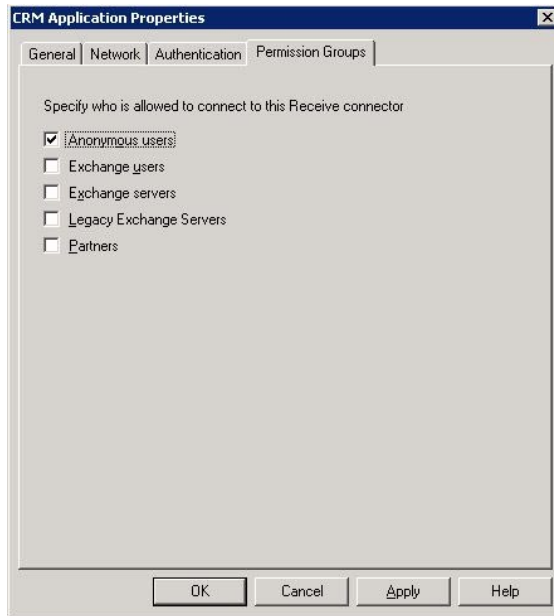 CRM Application Properties
General Network Authentication Permission Groups
Specify who is allowed to connect to this Receive connector
Anonymous users
Exchange users
Exchange servers
Legacy Exchange Servers
Partners
OK Cancel Apply Help